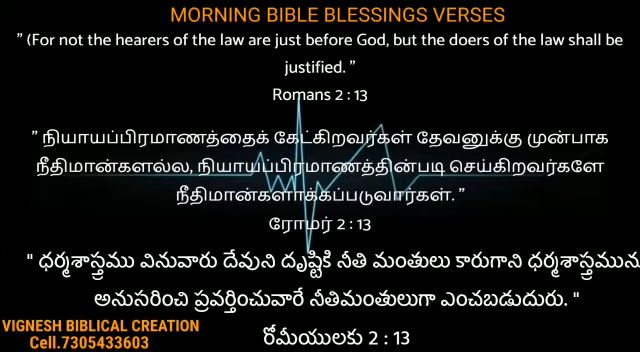 MORNING BIBLE BLESSINGS VERSES
” (For not the hearers of the law are just before God, but the doers of the law shall be
justified. ”
Romans 2 : 13
” நியாயப்பிரமாணத்தைக் கேட்கிறவர்கள் தேவனுக்கு முன்பாக
நீதிமான்களல்ல, நியாயப்பிரமாணத்தின்படி செய்கிறவர்களே
நீதிமான்களாக்கப்படுவார்கள். ”
ரோமர் 2 : 13
" ధర్మశాస్త్రము వినువారు దేవుని దృష్టికి నీతి మంతులు కారుగాని ధర్మశాస్త్రమును
అనుసరించి ప్రవర్తించువారే నీతిమంతులుగా ఎంచబడుదురు. "
రోమీయులకు 2 : 13
VIGNESH BIBLICAL CREATION
Cell.7305433603